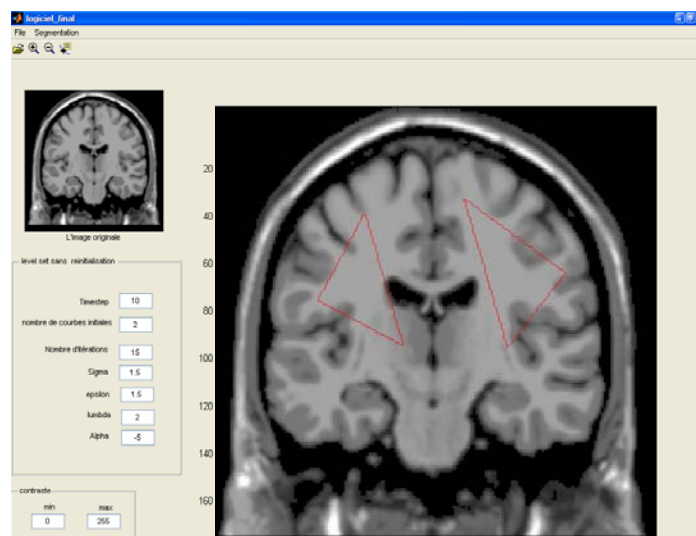 logiciel_final
File Segmentation
L'image originale
level set sans reinitialisation
Timestep 10
nombre de courbes initiales 2
Nombre d'itérations 15
Sigma 1.5
epsilon 1.5
lumbda 2
Alpha -5
contraste
min max
0 255
20
40
60
80
100
120
140
160